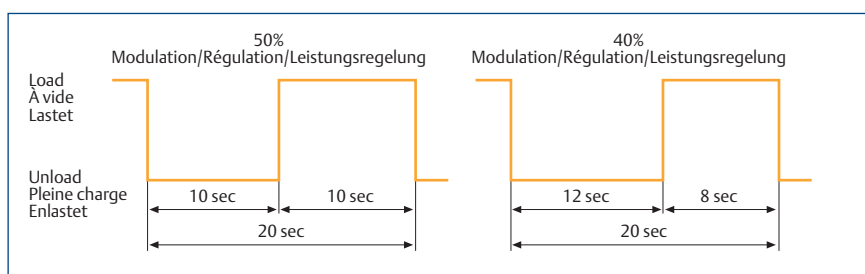 50%
Modulation/Régulation/Leistungsregelung
40%
Modulation/Régulation/Leistungsregelung
Load
À vide
Lastet
Unload
Pleine charge
Enlastet
10 sec
10 sec
20 sec
12 sec
8 sec
20 sec